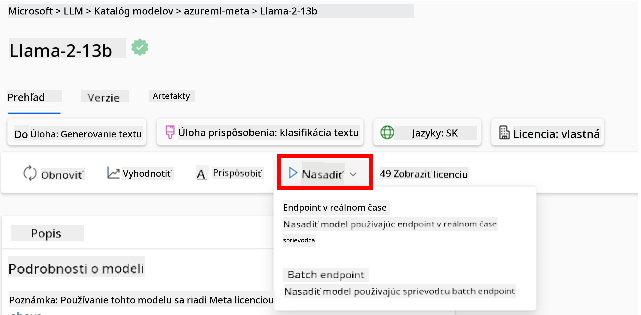 Microsoft > LLM > Katalóg modelov > azureml-meta > Llama-2-13b
Llama-2-13b
Prehľad Verzie Artefakty
Do Úloha: Generovanie textu Úloha prispôsobenia: klasifikácia textu Jazyky: SK Licencia: vlastná
Obnoviť Vyhodnotiť Prispôsobiť Nasadiť 49 Zobraziť licenciu
Endpoint v reálnom čase
Nasadiť model používajúc endpoint v reálnom čase
sprievodca
Popis
Batch endpoint
Podrobnosti o modeli
Nasadiť model používajúc sprievodcu batch endpoint
Poznámka: Používanie tohto modelu sa riadi Meta licenciou